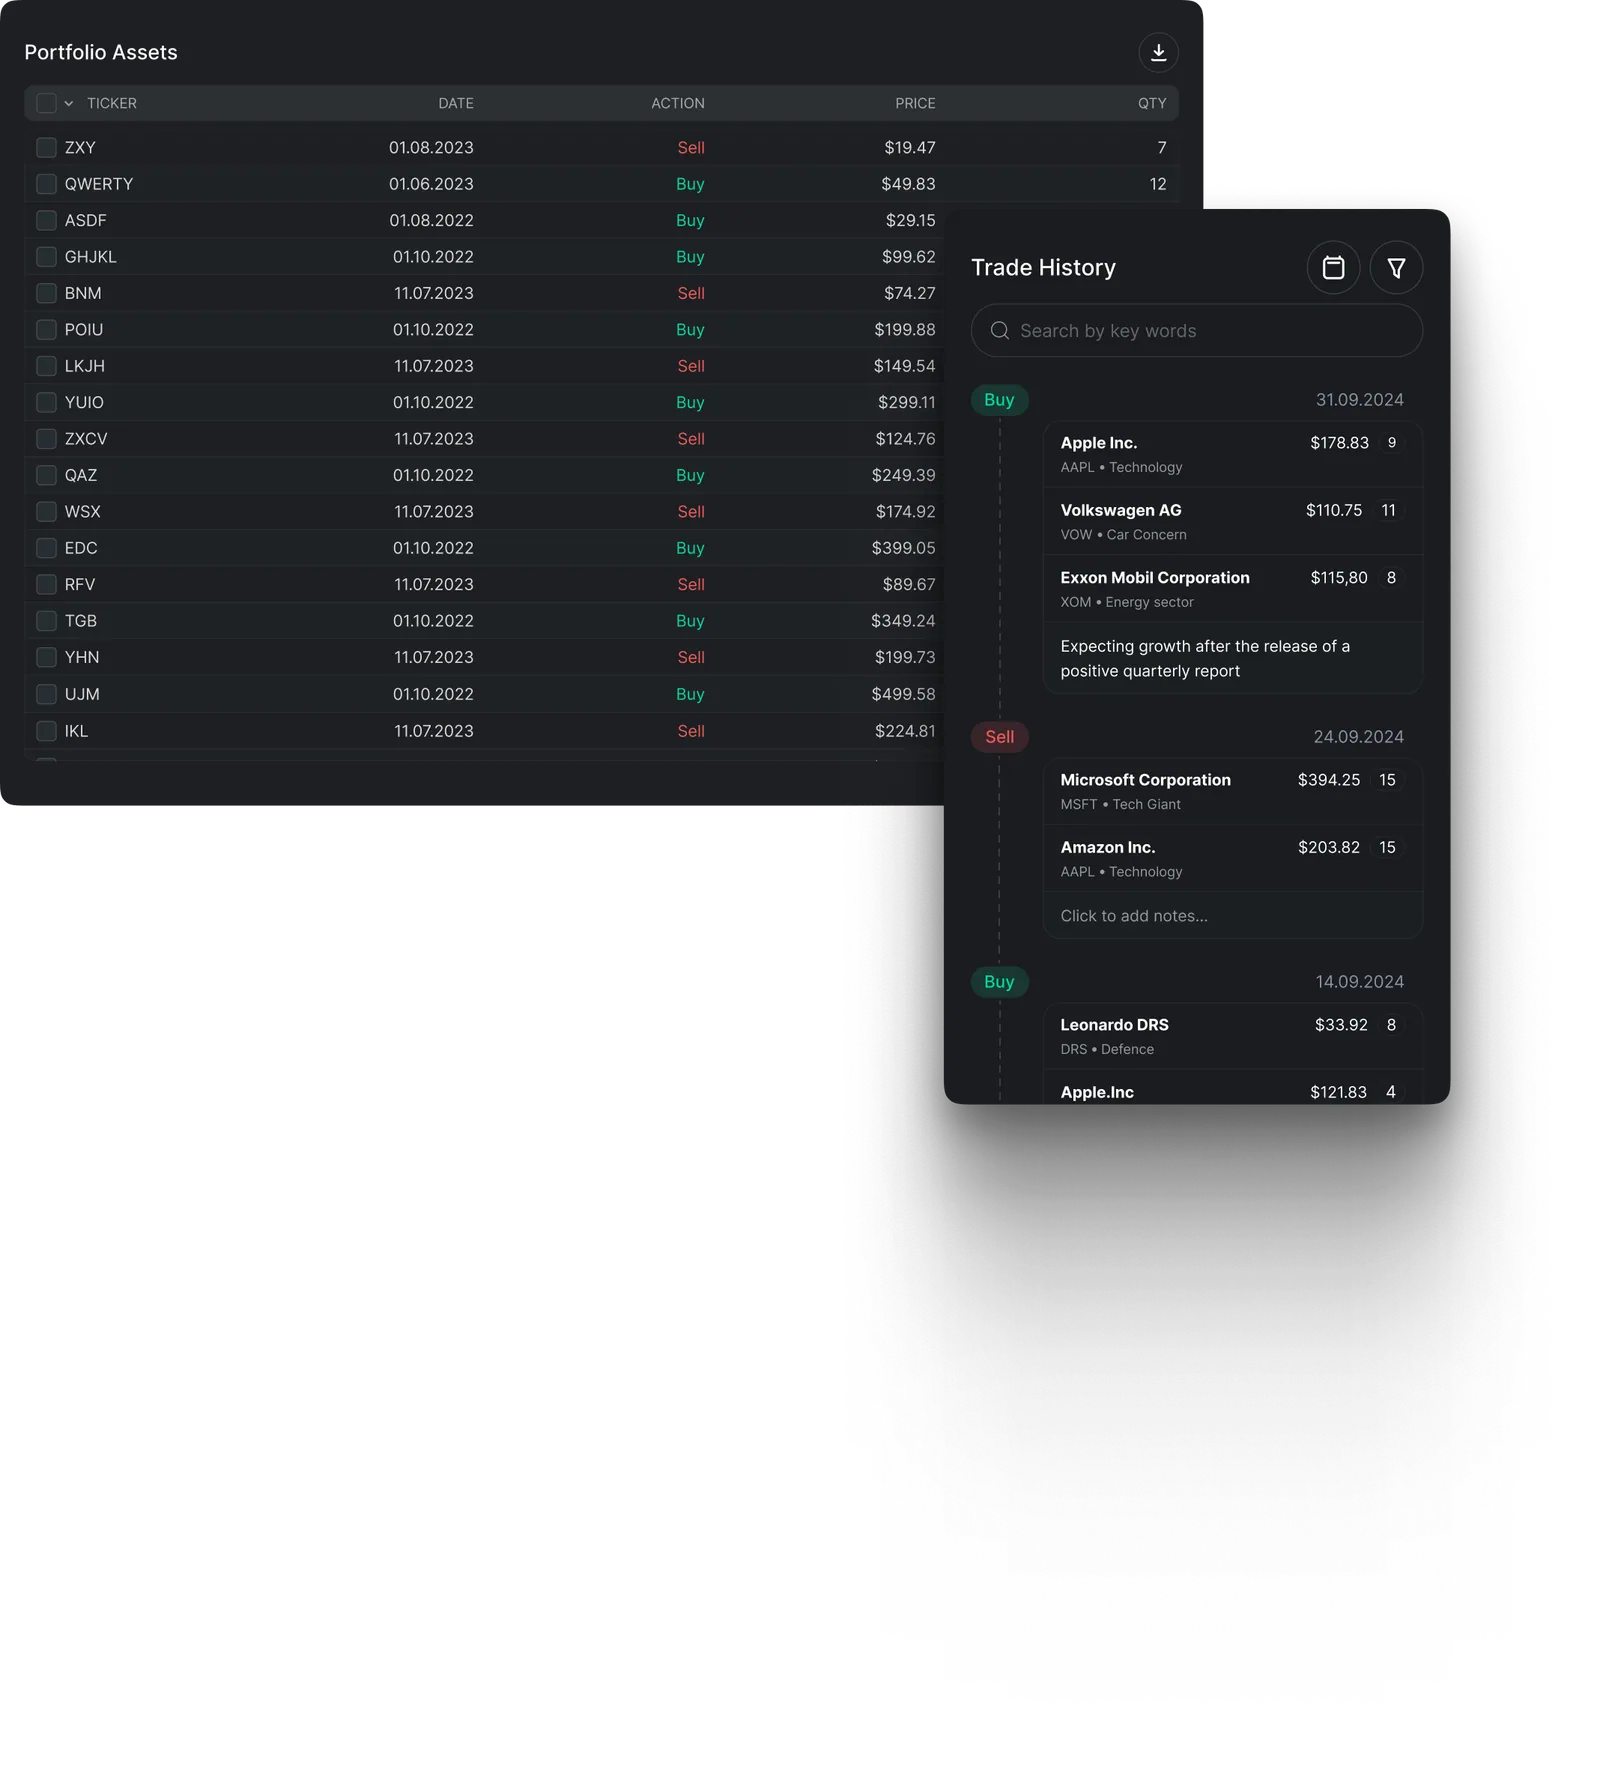 Portfolio Assets
TICKER DATE ACTION PRICE QTY
ZXY 01.08.2023 Sell $19.47 7
QWERTY 01.06.2023 Buy $49.83 12
ASDF 01.08.2022 Buy $29.15
GHJKL 01.10.2022 Buy $99.62
BNM 11.07.2023 Sell $74.27
POIU 01.10.2022 Buy $199.88
LKJH 11.07.2023 Sell $149.54
YUIO 01.10.2022 Buy $299.11
ZXCV 11.07.2023 Sell $124.76
QAZ 01.10.2022 Buy $249.39
WSX 11.07.2023 Sell $174.92
EDC 01.10.2022 Buy $399.05
RFV 11.07.2023 Sell $89.67
TGB 01.10.2022 Buy $349.24
YHN 11.07.2023 Sell $199.73
UJM 01.10.2022 Buy $499.58
IKL 11.07.2023 Sell $224.81
Trade History
Search by key words
Buy 31.09.2024
Apple Inc. $178.83 9
AAPL • Technology
Volkswagen AG $110.75 11
VOW • Car Concern
Exxon Mobil Corporation $115,80 8
XOM • Energy sector
Expecting growth after the release of a
positive quarterly report
Sell 24.09.2024
Microsoft Corporation $394.25 15
MSFT • Tech Giant
Amazon Inc. $203.82 15
AAPL • Technology
Click to add notes...
Buy 14.09.2024
Leonardo DRS $33.92 8
DRS • Defence
Apple.Inc $121.83 4